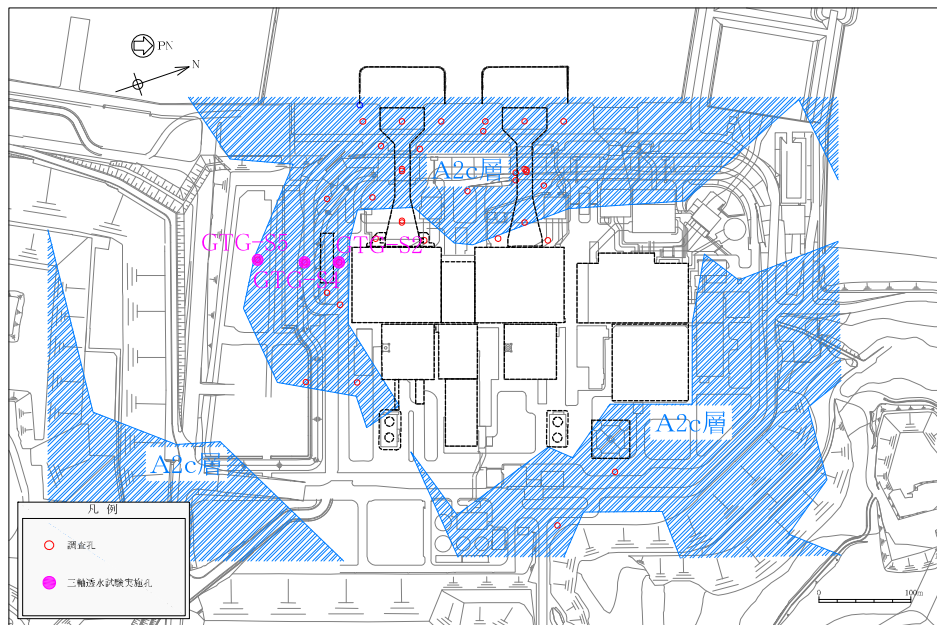 PN
N
A2c層
GTG-S5
GTG-S2
GTG-S4
A2c層
A2c層
凡 例
調査孔
三軸透水試験実施孔
0
100m